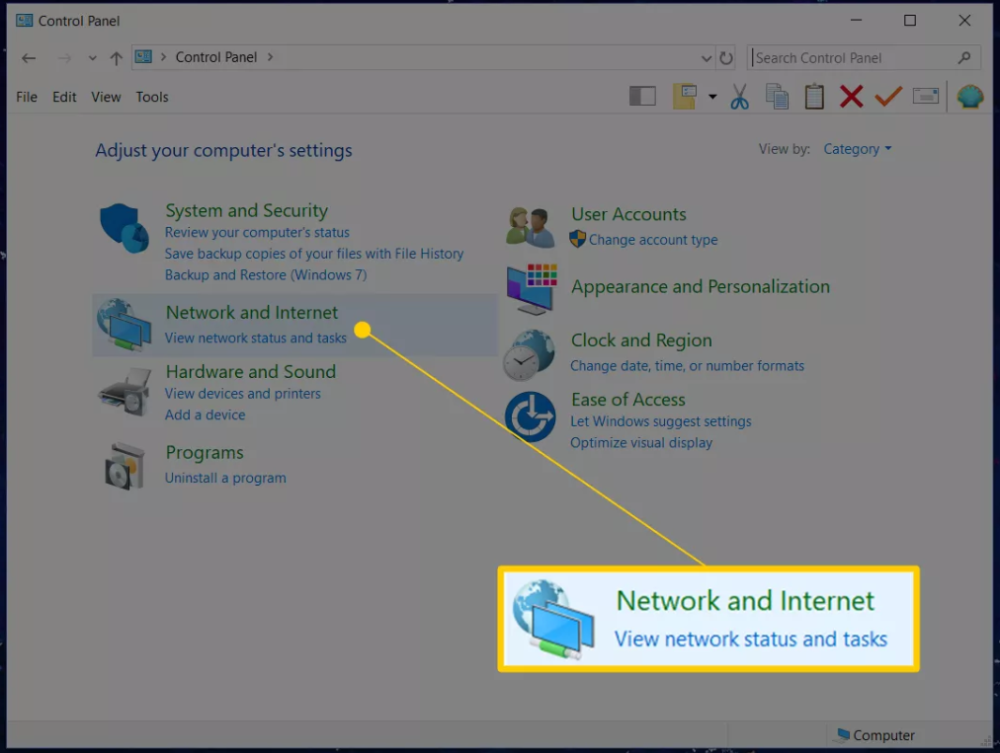 Control Panel
Control Panel
Search Control Panel
File Edit View Tools
Adjust your computer's settings
View by: Category
System and Security
Review your computer's status
Save backup copies of your files with File History
Backup and Restore (Windows 7)
Network and Internet
View network status and tasks
Hardware and Sound
View devices and printers
Add a device
Programs
Uninstall a program
User Accounts
Change account type
Appearance and Personalization
Clock and Region
Change date, time, or number formats
Ease of Access
Let Windows suggest settings
Optimize visual display
Network and Internet
View network status and tasks
Computer